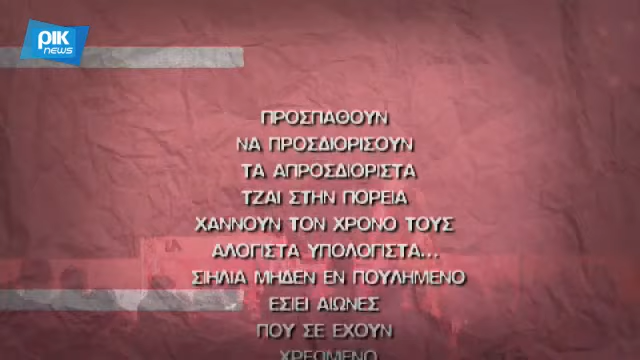 ΡΙΚ
news
ΠΡΟΣΠΑΘΟΥΝ
ΝΑ ΠΡΟΣΔΙΟΡΙΣΟΥΝ
ΤΑ ΑΠΡΟΣΔΙΟΡΙΣΤΑ
ΤΖΑΙ ΣΤΗΝ ΠΟΡΕΙΑ
ΧΑΝΝΟΥΝ ΤΟΝ ΧΡΟΝΟ ΤΟΥΣ
ΑΛΟΓΙΣΤΑ ΥΠΟΛΟΓΙΣΤΑ...
ΣΙΗΛΙΑ ΜΗΔΕΝ ΕΝ ΠΟΥΛΗΜΕΝΟ
ΕΣΙΕΙ ΑΙΩΝΕΣ
ΠΟΥ ΣΕ ΕΧΟΥΝ
ΧΡΕΩΜΕΝΟ